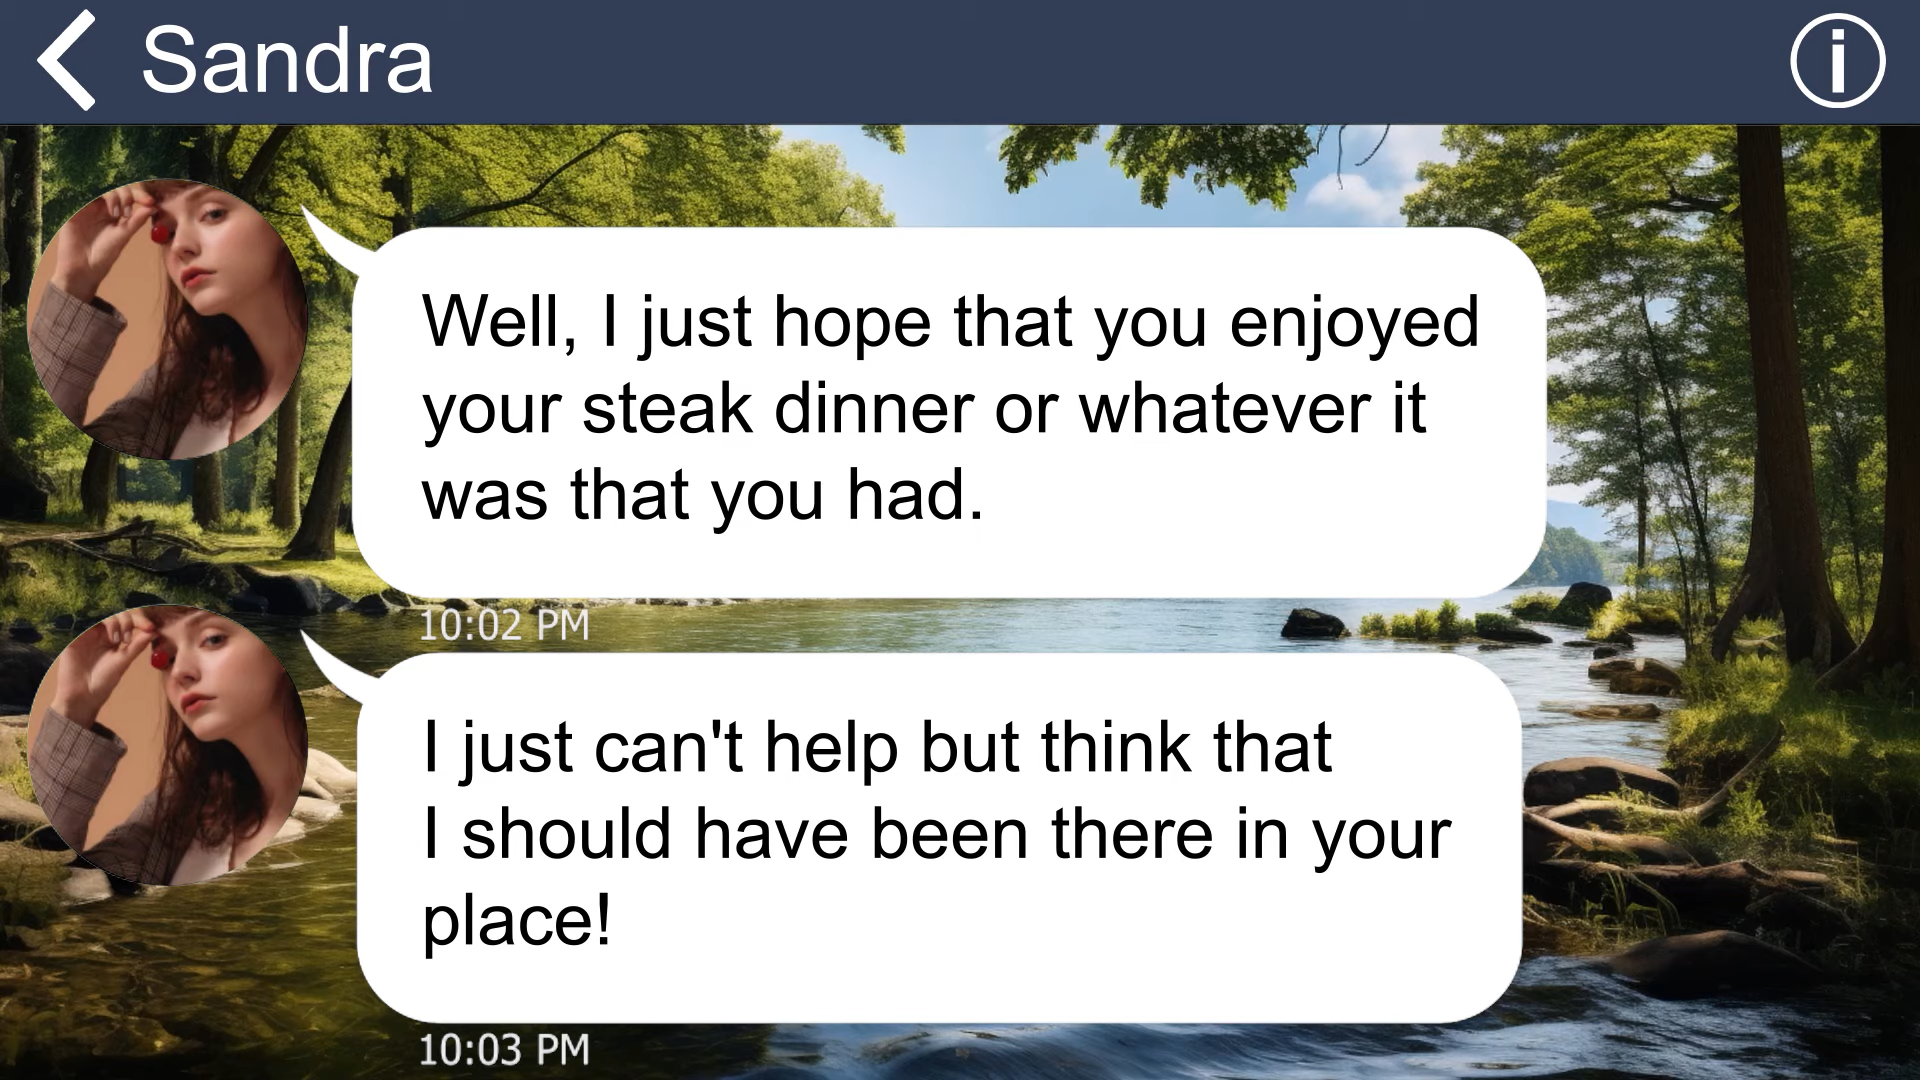 Sandra
Well, I just hope that you enjoyed
your steak dinner or whatever it
was that you had.
10:02 PM
I just can't help but think that
I should have been there in your
place!
10:03 PM